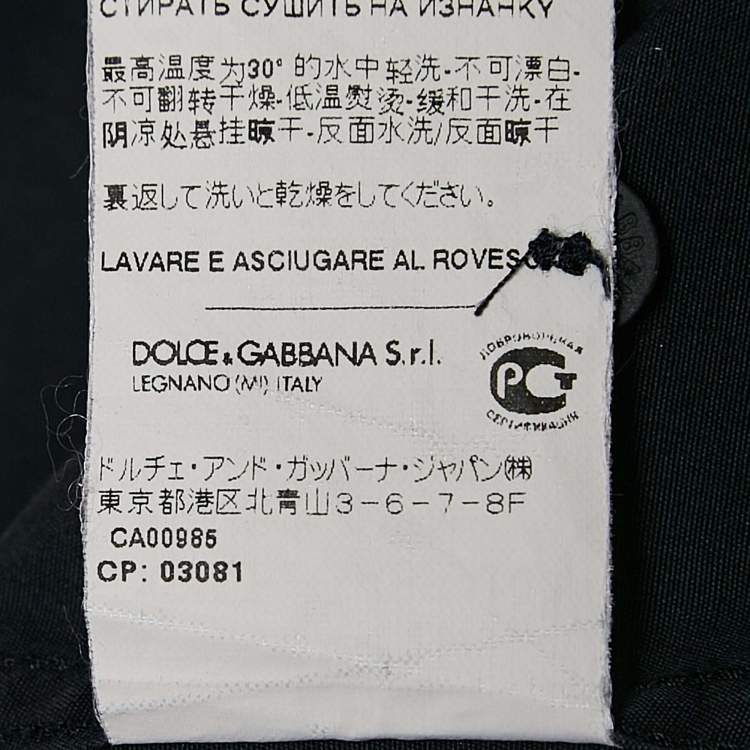 СТИРАТЬ СУШИТЬ НА ИЗНАНКУ
最高温度为30°的水中轻洗-不可漂白-
不可翻转干燥-低温熨烫-缓和干洗-在
阴凉处悬挂晾干-反面水洗/反面晾干
裏返して洗いと乾燥をしてください。
LAVARE E ASCIUGARE AL
DOLCE & GABBANA S.r.l.
LEGNANO (MI) ITALY
ДОБРОВОЛЬНАЯ
РСТ
СЕРТИФИКАЦИЯ
ドルチェ・アンド・ガッバーナ・ジャパン㈱
東京都港区北青山3-6-7-8F
CA00985
CP: 03081